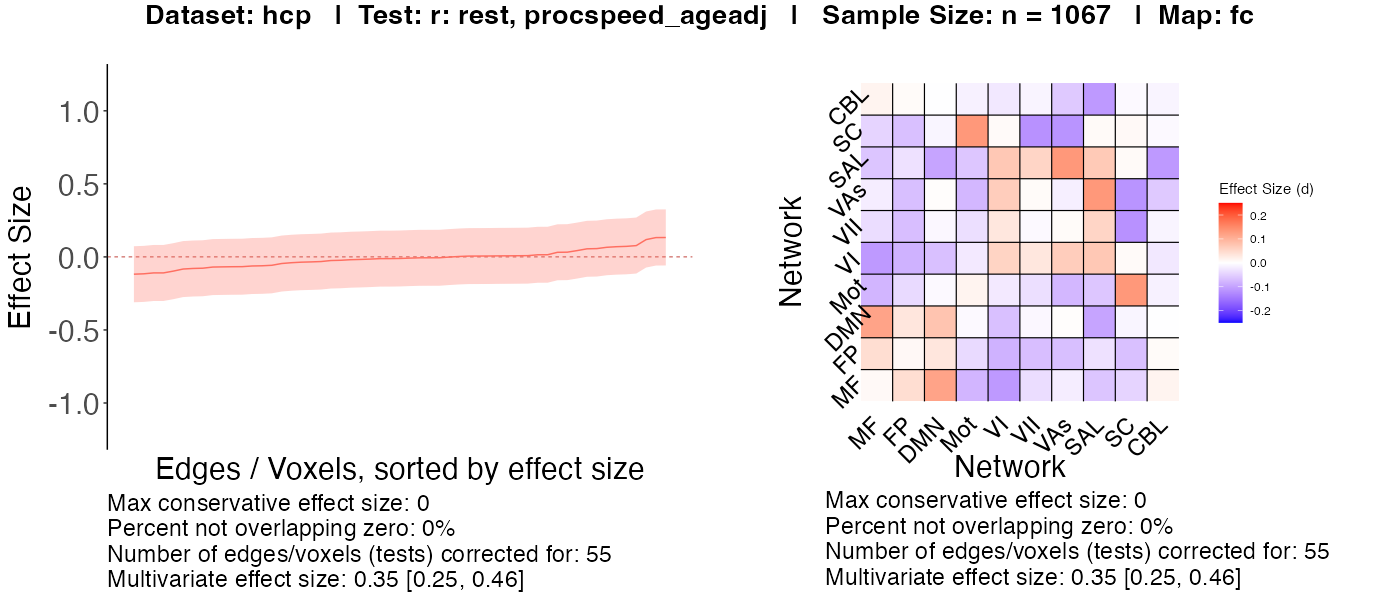 Dataset: hcp | Test: r: rest, procspeed_ageadj | Sample Size: n = 1067 | Map: fc
Effect Size
1.0
0.5
0.0
-0.5
-1.0
Edges / Voxels, sorted by effect size
Max conservative effect size: 0
Percent not overlapping zero: 0%
Number of edges/voxels (tests) corrected for: 55
Multivariate effect size: 0.35 [0.25, 0.46]
Network
CBL
SC
SAL
VAs
VII
VI
Mot
DMN
FP
MF
MF
FP
DMN
Mot
VI
VII
VAs
SAL
SC
CBL
Network
Effect Size (d)
0.2
0.1
0.0
-0.1
-0.2
Max conservative effect size: 0
Percent not overlapping zero: 0%
Number of edges/voxels (tests) corrected for: 55
Multivariate effect size: 0.35 [0.25, 0.46]